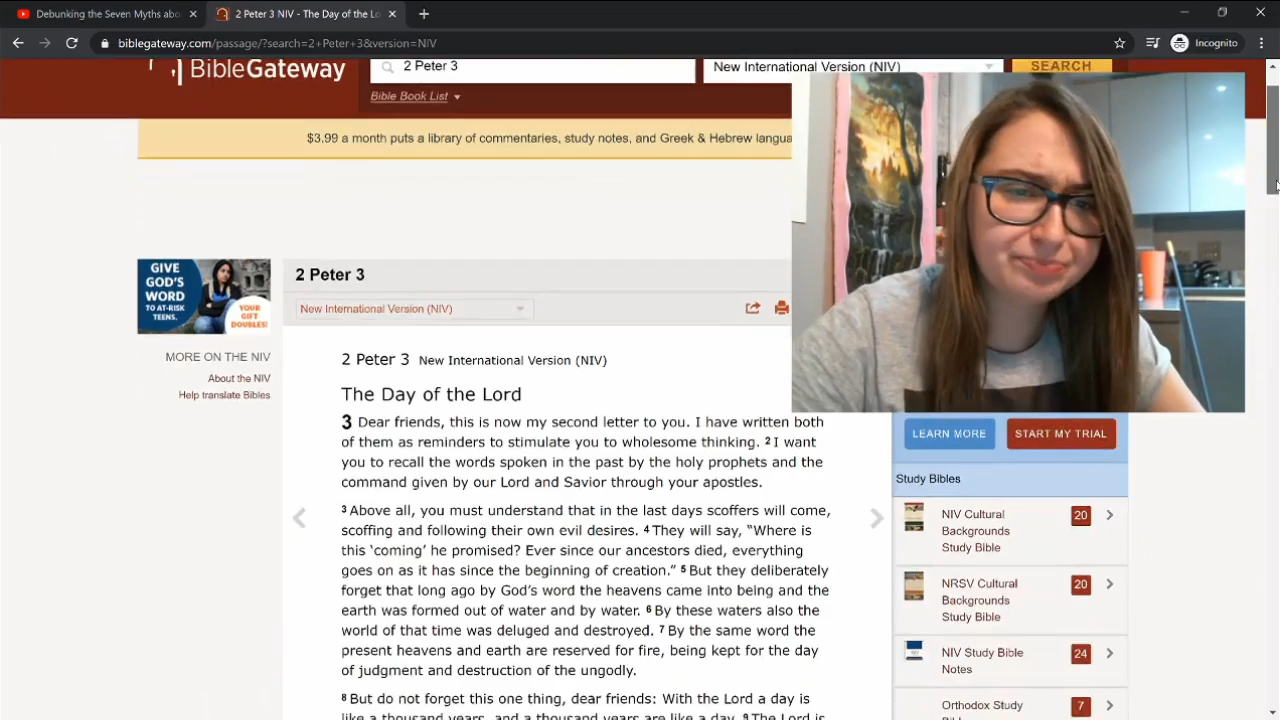 Debunking the Seven Myths abo
2 Peter 3 NIV - The Day of the Lo
biblegateway.com/passage/?search=2+Peter+3&version=NIV
Incognito
BibleGateway
2 Peter 3
New International Version (NIV)
SEARCH
Bible Book List
$3.99 a month puts a library of commentaries, study notes, and Greek & Hebrew langua
GIVE
GOD'S
WORD
TO AT-RISK
TEENS.
YOUR
GIFT
DOUBLES!
MORE ON THE NIV
About the NIV
Help translate Bibles
2 Peter 3
New International Version (NIV)
2 Peter 3 New International Version (NIV)
The Day of the Lord
3 Dear friends, this is now my second letter to you. I have written both
of them as reminders to stimulate you to wholesome thinking. 2 I want
you to recall the words spoken in the past by the holy prophets and the
command given by our Lord and Savior through your apostles.
3 Above all, you must understand that in the last days scoffers will come,
scoffing and following their own evil desires. 4 They will say, “Where is
this ‘coming’ he promised? Ever since our ancestors died, everything
goes on as it has since the beginning of creation.” 5 But they deliberately
forget that long ago by God’s word the heavens came into being and the
earth was formed out of water and by water. 6 By these waters also the
world of that time was deluged and destroyed. 7 By the same word the
present heavens and earth are reserved for fire, being kept for the day
of judgment and destruction of the ungodly.
8 But do not forget this one thing, dear friends: With the Lord a day is
like a thousand years, and a thousand years are like a day. 9 The Lord is
LEARN MORE
START MY TRIAL
Study Bibles
NIV Cultural
Backgrounds
Study Bible
20
NRSV Cultural
Backgrounds
Study Bible
20
NIV Study Bible
Notes
24
Orthodox Study
7